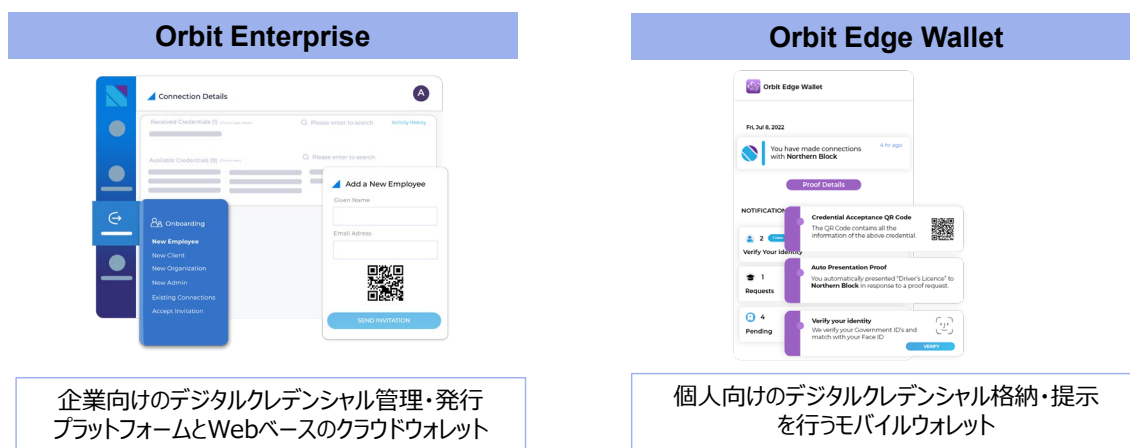 Orbit Enterprise
Connection Details
A
Received Credentials (1)
Please enter to search
Activity History
Available Credentials (9)
Please enter to search
Add a New Employee
Given Name
Email Adress
SEND INVITATION
Onboarding
New Employee
New Client
New Organization
New Admin
Existing Connections
Accept Invitation
企業向けのデジタルクレデンシャル管理・発行
プラットフォームとWebベースのクラウドウォレット
Orbit Edge Wallet
Orbit Edge Wallet
Fri, Jul 8, 2022
You have made connections
with Northern Block
4 hr ago
Proof Details
NOTIFICATION
2
Verify Your Identity
1
Requests
4
Pending
Credential Acceptance QR Code
The QR Code contains all the
information of the above credential.
Auto Presentation Proof
You automatically presented "Driver's Licence" to
Northern Block in response to a proof request.
Verify your identity
We verify your Government ID's and
match with your Face ID
VERIFY
個人向けのデジタルクレデンシャル格納・提示
を行うモバイルウォレット